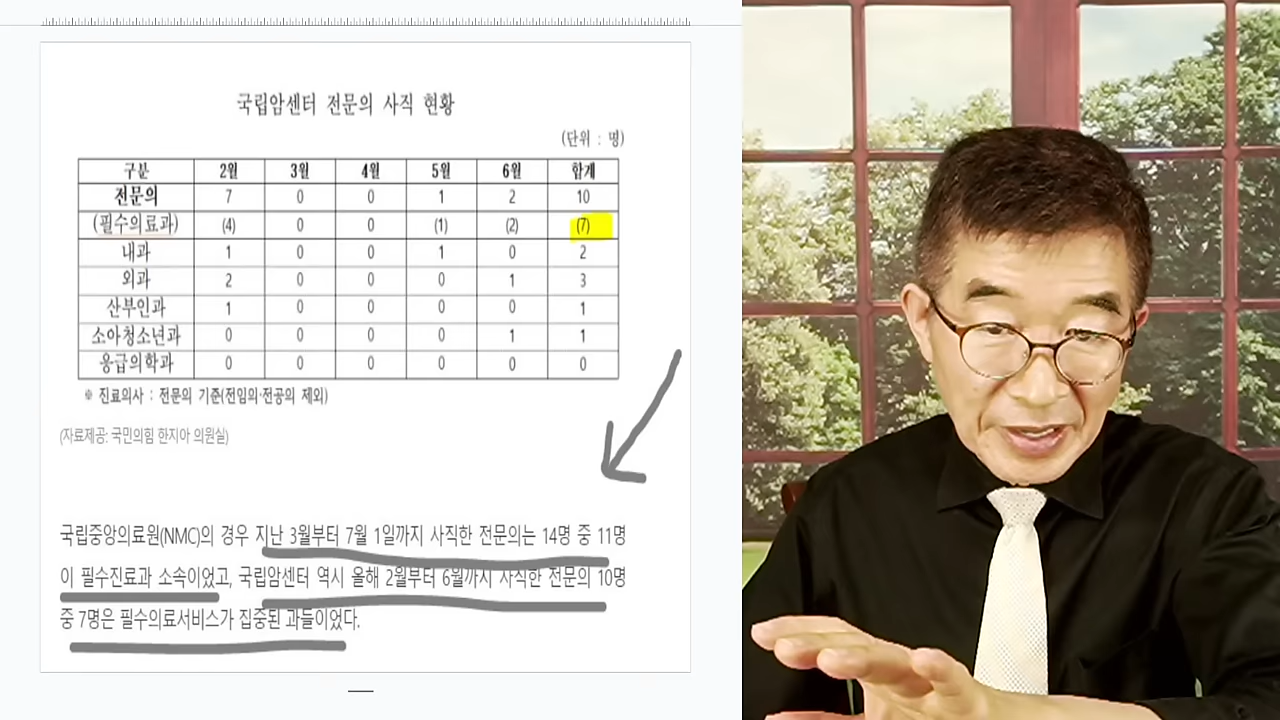 국립암센터 전문의 사직 현황
(단위 : 명)
구분 2월 3월 4월 5월 6월 합계
전문의 7 0 0 1 2 10
(필수의료과) (4) 0 0 (1) (2) (7)
내과 1 0 0 1 0 2
외과 2 0 0 0 1 3
산부인과 1 0 0 0 0 1
소아청소년과 0 0 0 0 1 1
응급의학과 0 0 0 0 0 0
※ 진료의사 : 전문의 기준(전임의·전공의 제외)
(자료제공: 국민의힘 한지아 의원실)
국립중앙의료원(NMC)의 경우 지난 3월부터 7월 1일까지 사직한 전문의는 14명 중 11명
이 필수진료과 소속이었고, 국립암센터 역시 올해 2월부터 6월까지 사직한 전문의 10명
중 7명은 필수의료서비스가 집중된 과들이었다.